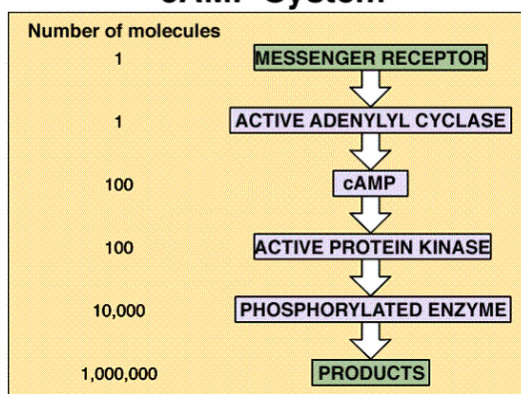 cAMP System
Number of molecules
1 MESSENGER RECEPTOR
1 ACTIVE ADENYLYL CYCLASE
100 cAMP
100 ACTIVE PROTEIN KINASE
10,000 PHOSPHORYLATED ENZYME
1,000,000 PRODUCTS